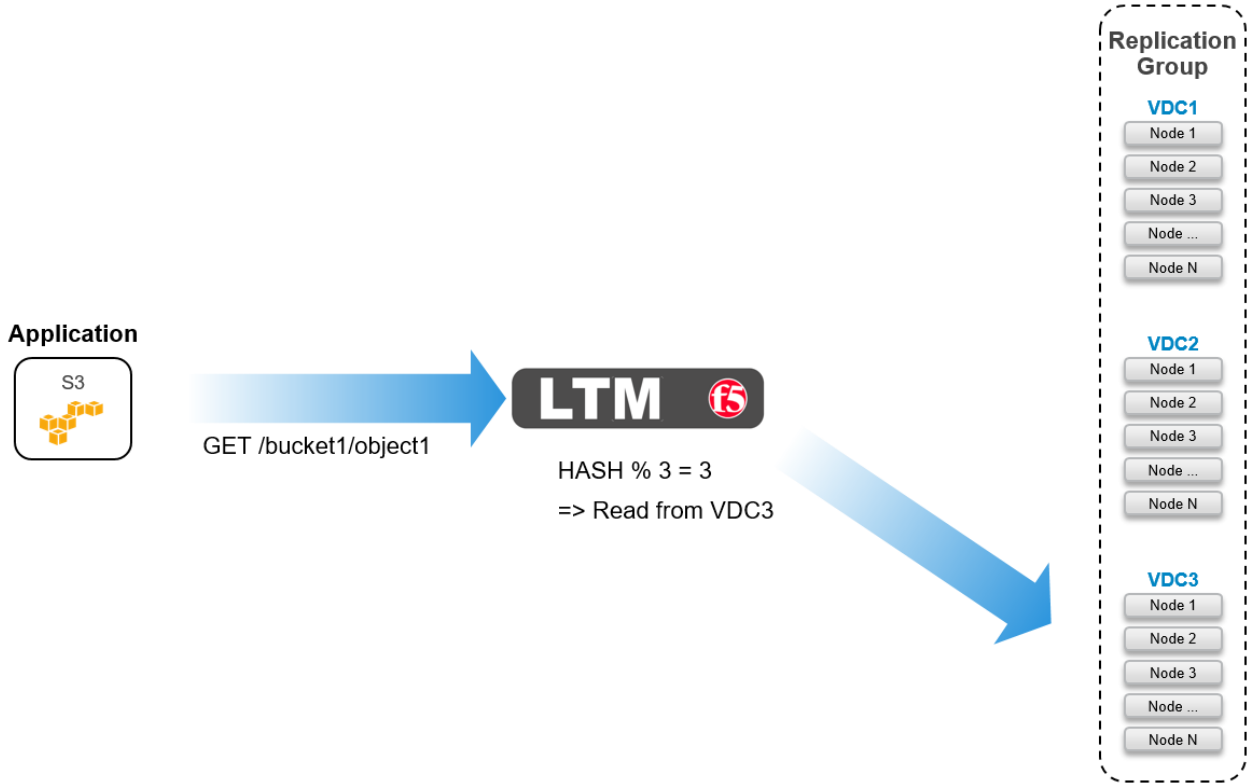 Application
S3
GET /bucket1/object1
LTM f5
HASH % 3 = 3
=> Read from VDC3
Replication
Group
VDC1
Node 1
Node 2
Node 3
Node ...
Node N
VDC2
Node 1
Node 2
Node 3
Node ...
Node N
VDC3
Node 1
Node 2
Node 3
Node ...
Node N